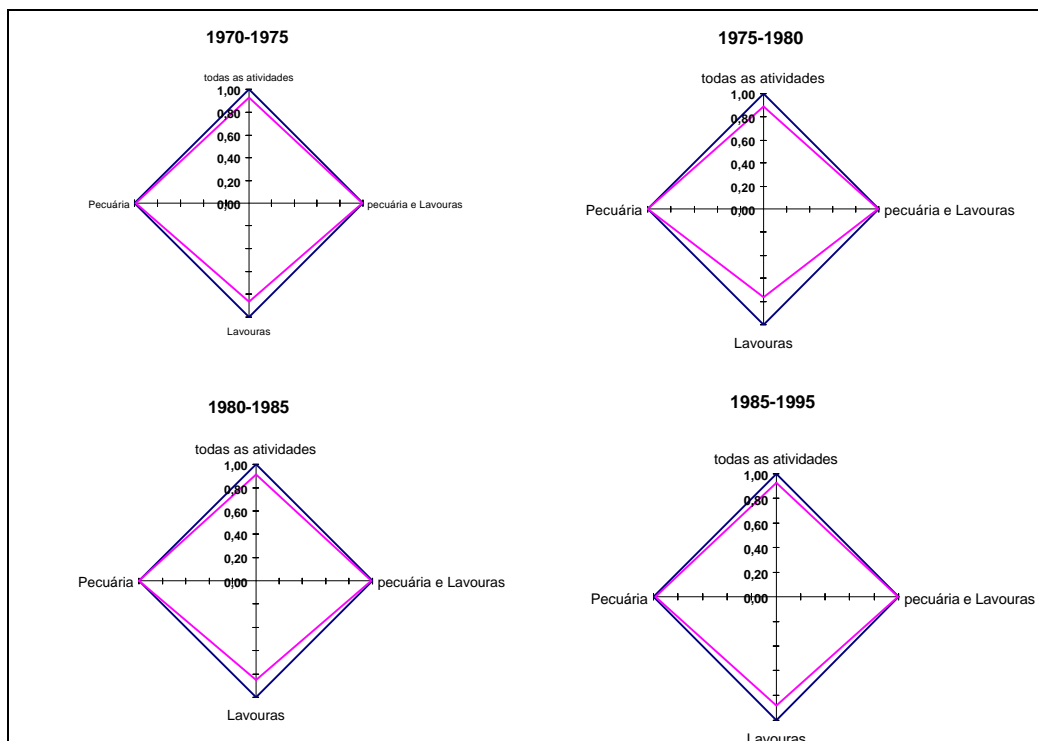 1970-1975
todas as atividades
1,00
0,80
0,60
0,40
0,20
0,00
Pecuária
pecuária e Lavouras
Lavouras
1975-1980
todas as atividades
1,00
0,80
0,60
0,40
0,20
0,00
Pecuária
pecuária e Lavouras
Lavouras
1980-1985
todas as atividades
1,00
0,80
0,60
0,40
0,20
0,00
Pecuária
pecuária e Lavouras
Lavouras
1985-1995
todas as atividades
1,00
0,80
0,60
0,40
0,20
0,00
Pecuária
pecuária e Lavouras
Lavouras